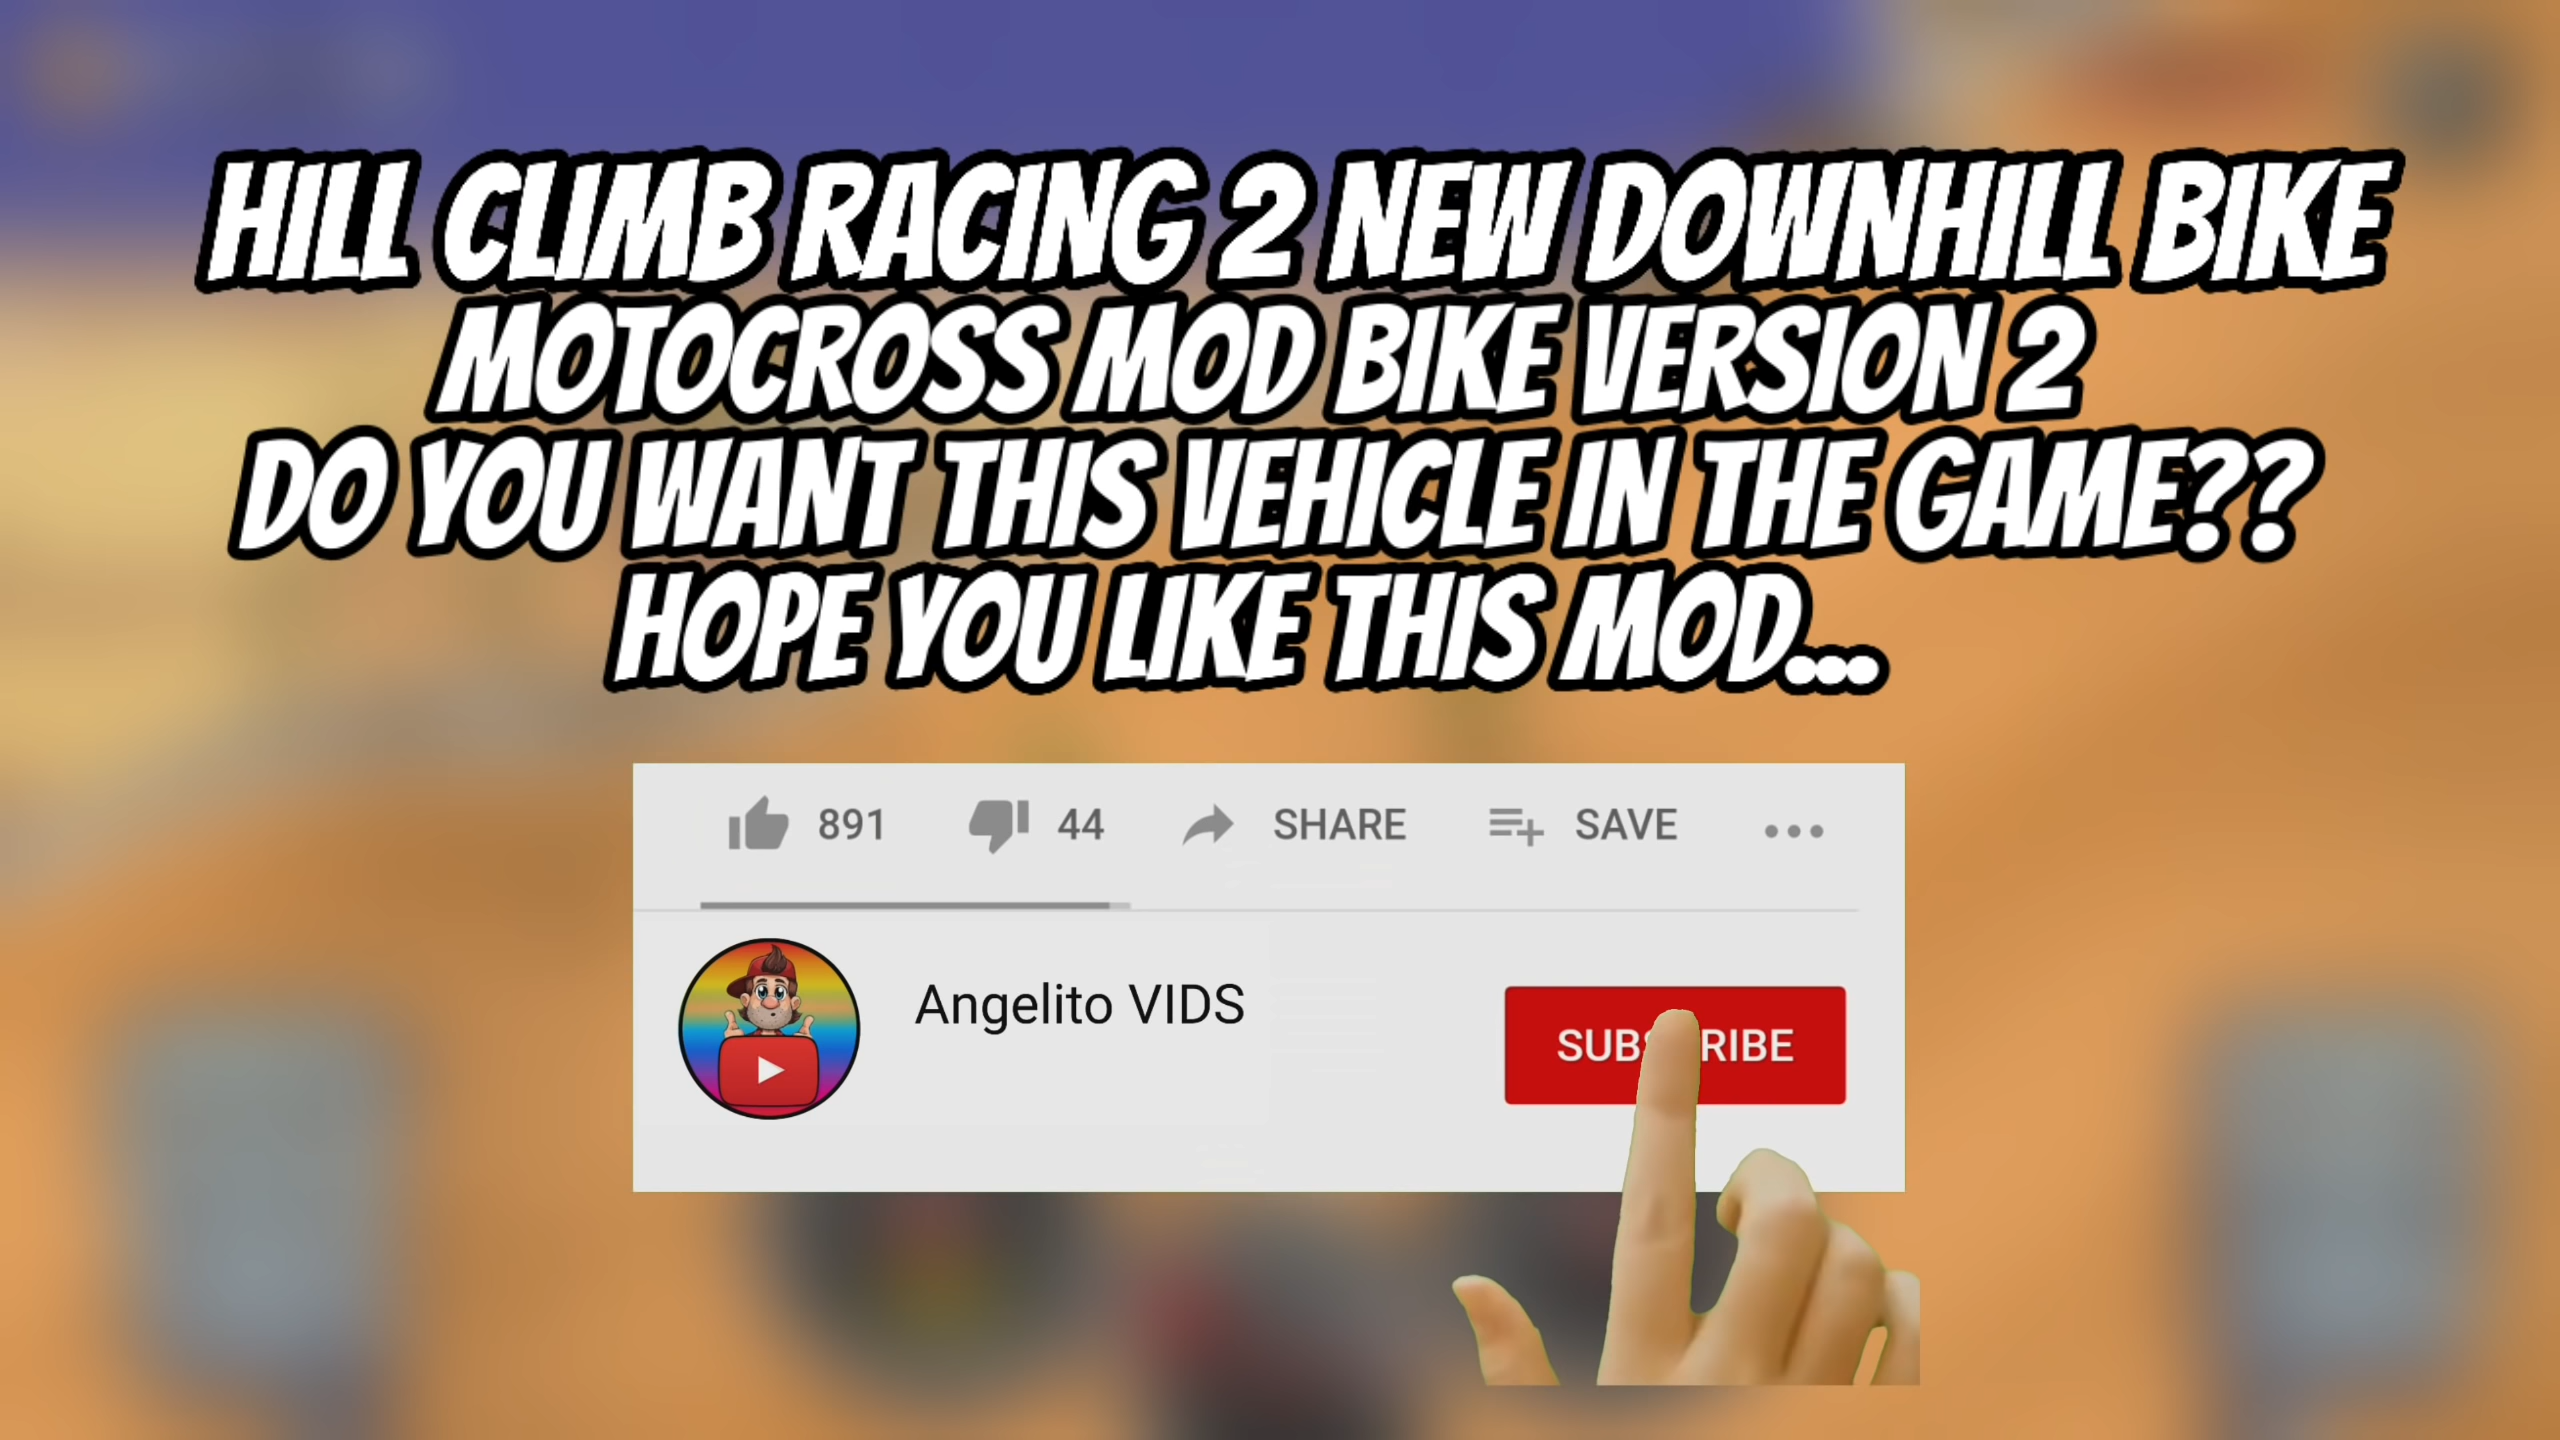 HILL CLIMB RACING 2 NEW DOWNHILL BIKE
MOTOCROSS MOD BIKE VERSION 2
DO YOU WANT THIS VEHICLE IN THE GAME??
HOPE YOU LIKE THIS MOD...
891 44 SHARE SAVE
Angelito VIDS
SUBSCRIBE